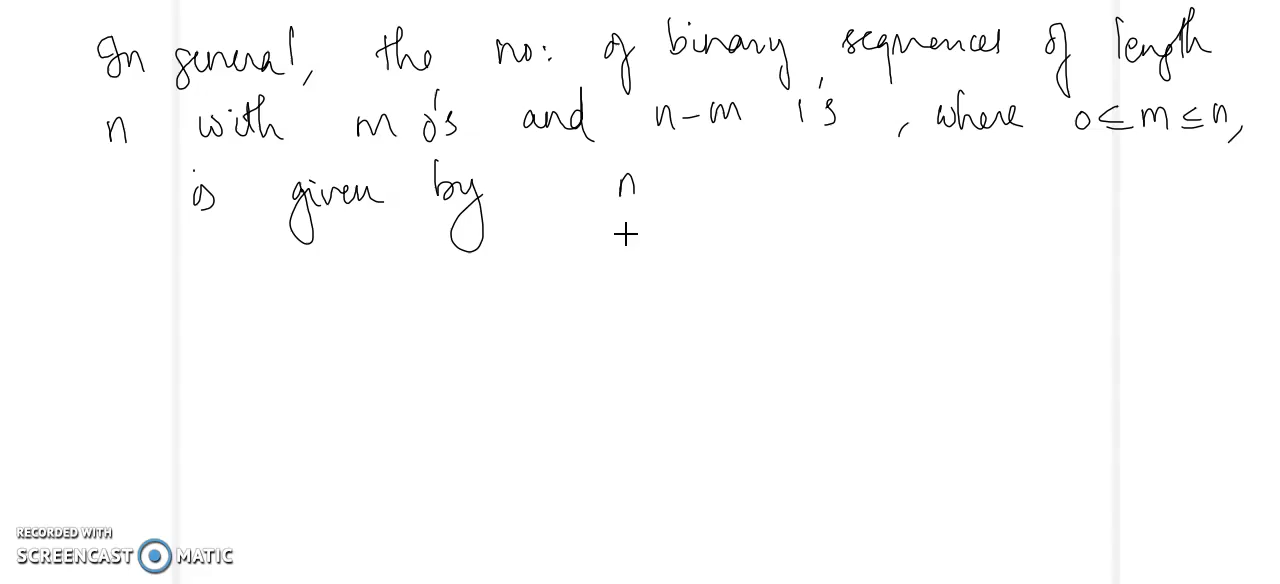 In general, the no: of binary sequences of length
n with m 0's and n-m 1's, where 0≤m≤n,
is given by n
RECORDED WITH
SCREENCAST MATIC